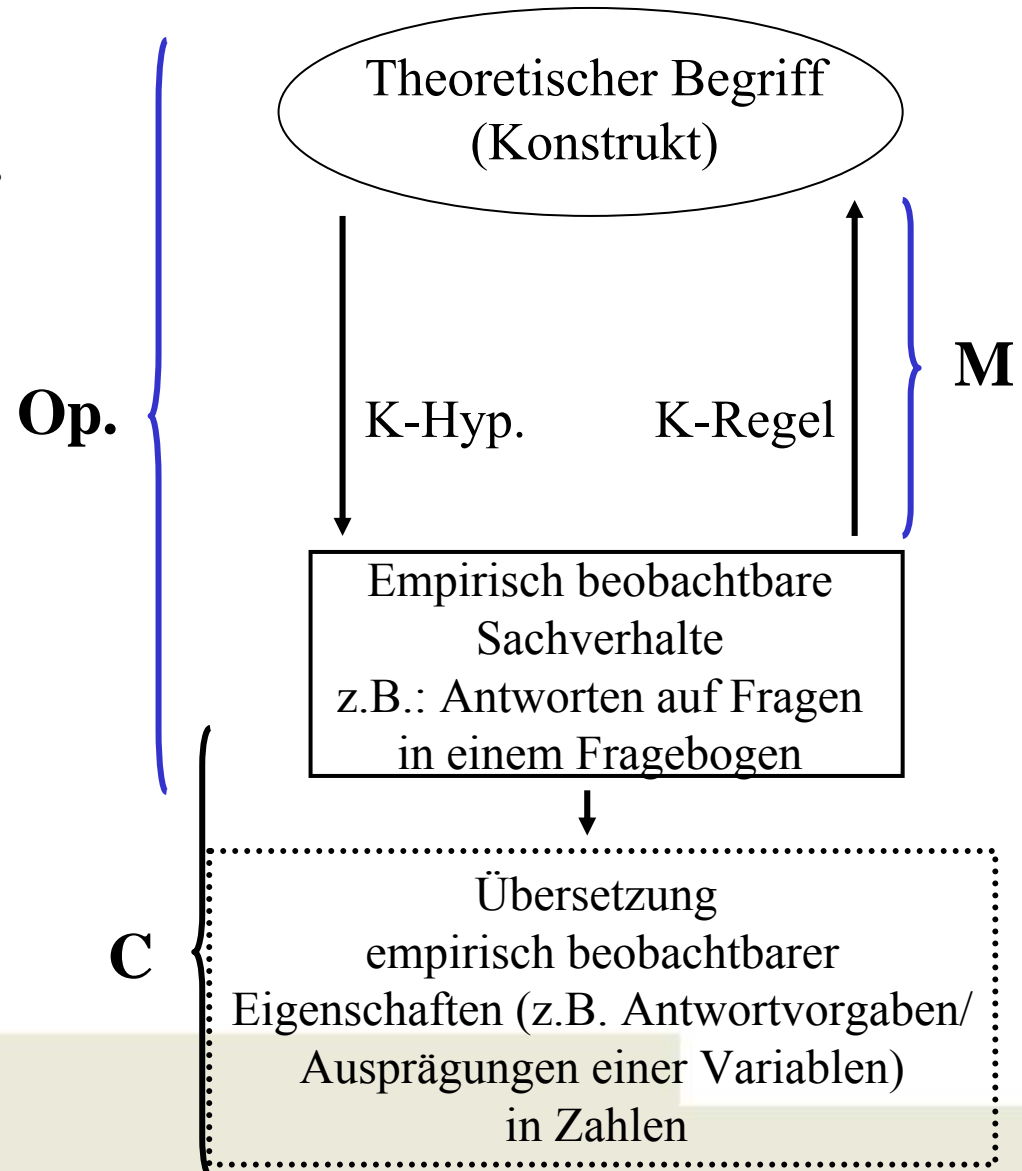 Theoretischer Begriff
(Konstrukt)
M
Op.
K-Hyp.
K-Regel
Empirisch beobachtbare
Sachverhalte
z.B.: Antworten auf Fragen
in einem Fragebogen
C
Übersetzung
empirisch beobachtbarer
Eigenschaften (z.B. Antwortvorgaben/
Ausprägungen einer Variablen)
in Zahlen